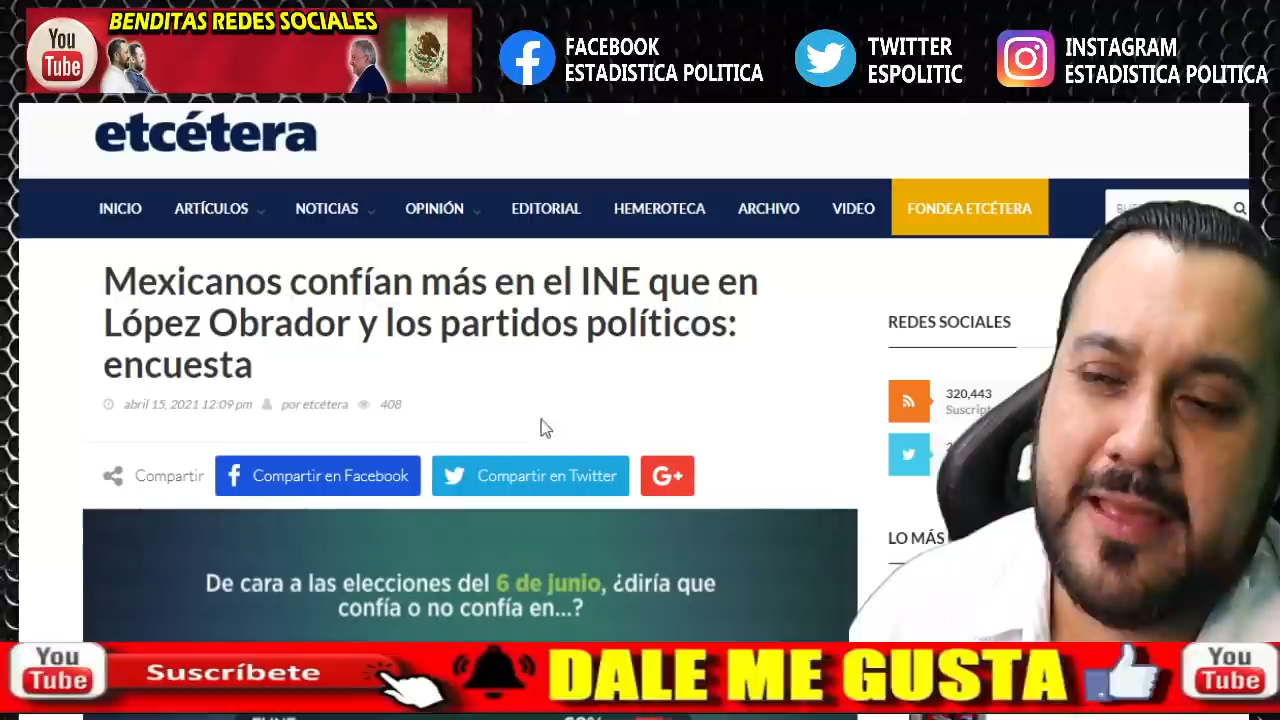 You
Tube
BENDITAS REDES SOCIALES
FACEBOOK
ESTADISTICA POLITICA
TWITTER
ESPOLITIC
INSTAGRAM
ESTADISTICA POLITICA
etcétera
INICIO
ARTÍCULOS
NOTICIAS
OPINIÓN
EDITORIAL
HEMEROTECA
ARCHIVO
VIDEO
FONDEA ETCÉTERA
Mexicanos confían más en el INE que en
López Obrador y los partidos políticos:
encuesta
abril 15, 2021 12:09 pm
por etcétera
408
REDES SOCIALES
320,443
Compartir
Compartir en Facebook
Compartir en Twitter
G+
LO MÁS
De cara a las elecciones del 6 de junio, ¿diría que
confía o no confía en...?
You
Tube
Suscríbete
DALE ME GUSTA
You
Tube